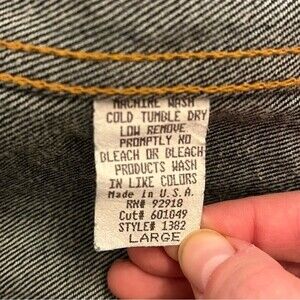 MACHINE WASH
COLD TUMBLE DRY
LOW REMOVE
PROMPTLY NO
BLEACH OR BLEACH
PRODUCTS WASH
IN LIKE COLORS
Made in U.S.A.
RN# 92918
Cut# 601049
STYLE# 1382
LARGE